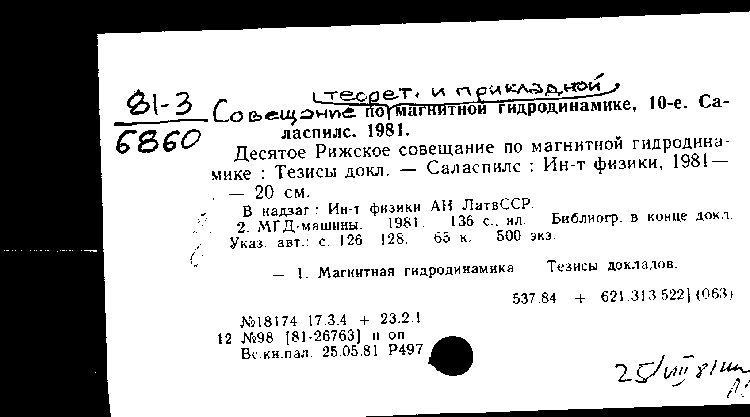 (теорет. и прикладной)
81-3 Совещание по магнитной гидродинамике, 10-е. Са-
6860 ласпилс. 1981.
Десятое Рижское совещание по магнитной гидродина-
мике : Тезисы докл. — Саласпилс : Ин-т физики, 1981—
— 20 см.
В надзаг : Ин-т физики АН ЛатвССР.
2. МГД-машины. 1981. 136 с., ил. Библиогр. в конце докл.
Указ. авт.: с. 126 128. 65 к. 500 экз.
— 1. Магнитная гидродинамика Тезисы докладов.
537.84 + 621.313.522] (063)
№18174 17.3.4 + 23.2.1
12 №98 [81-26763] п оп
Вс.кн.пал. 25.05.81 Р497
25/VIII 81